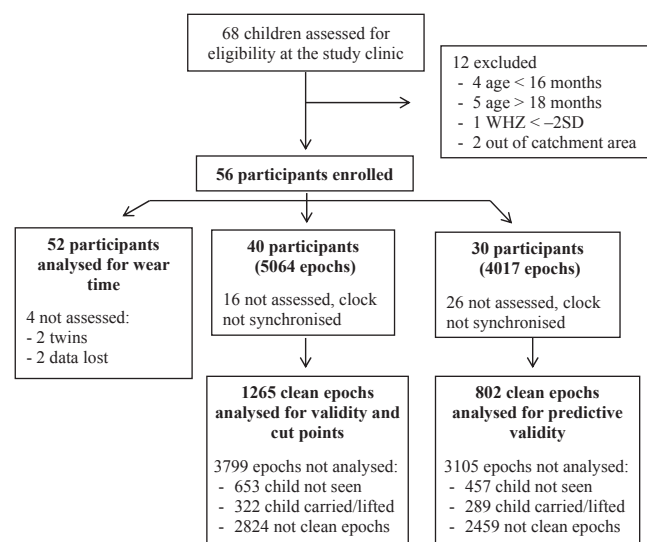 68 children assessed for
eligibility at the study clinic
12 excluded
- 4 age < 16 months
- 5 age > 18 months
- 1 WHZ < –2SD
- 2 out of catchment area
56 participants enrolled
52 participants
analysed for wear
time
4 not assessed:
- 2 twins
- 2 data lost
40 participants
(5064 epochs)
16 not assessed, clock
not synchronised
30 participants
(4017 epochs)
26 not assessed, clock
not synchronised
1265 clean epochs
analysed for validity and
cut points
3799 epochs not analysed:
- 653 child not seen
- 322 child carried/lifted
- 2824 not clean epochs
802 clean epochs
analysed for predictive
validity
3105 epochs not analysed:
- 457 child not seen
- 289 child carried/lifted
- 2459 not clean epochs